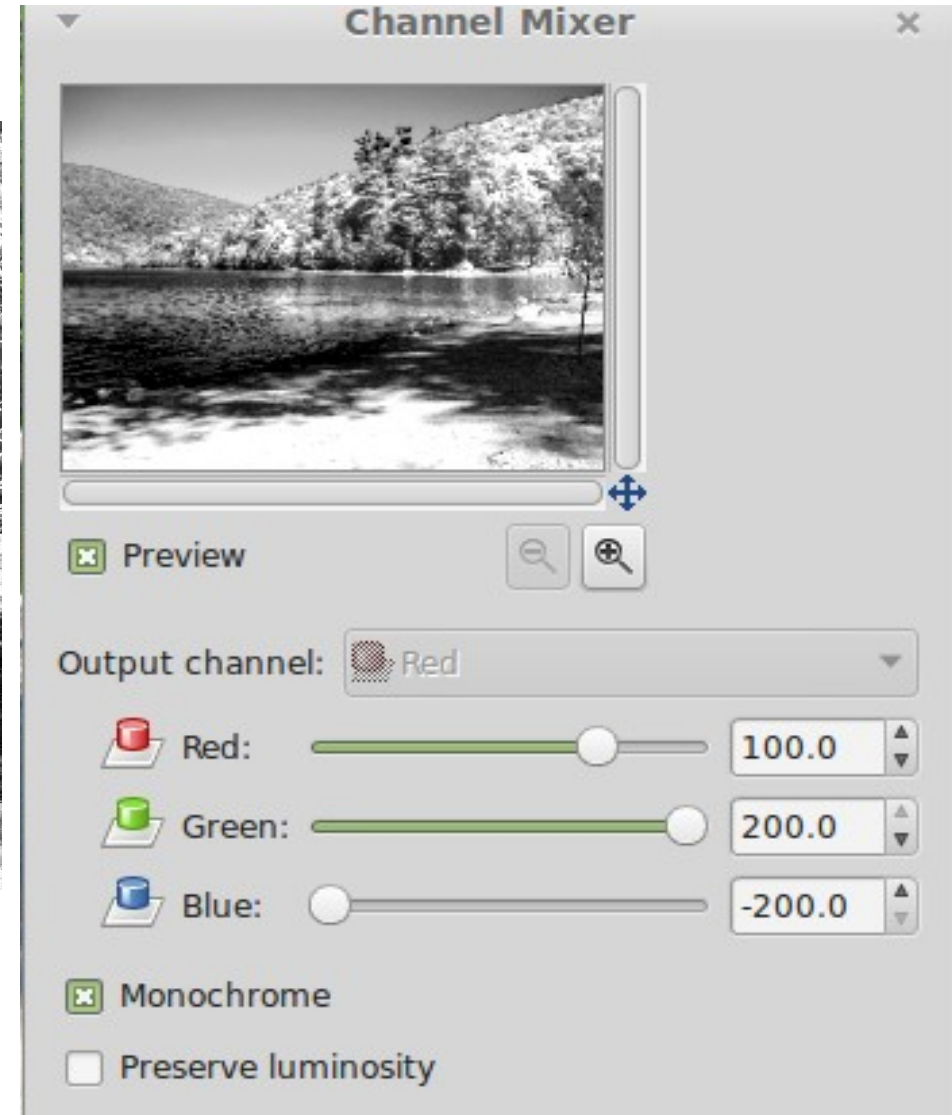 Channel Mixer
Preview
Output channel: Red
Red: 100.0
Green: 200.0
Blue: -200.0
Monochrome
Preserve luminosity